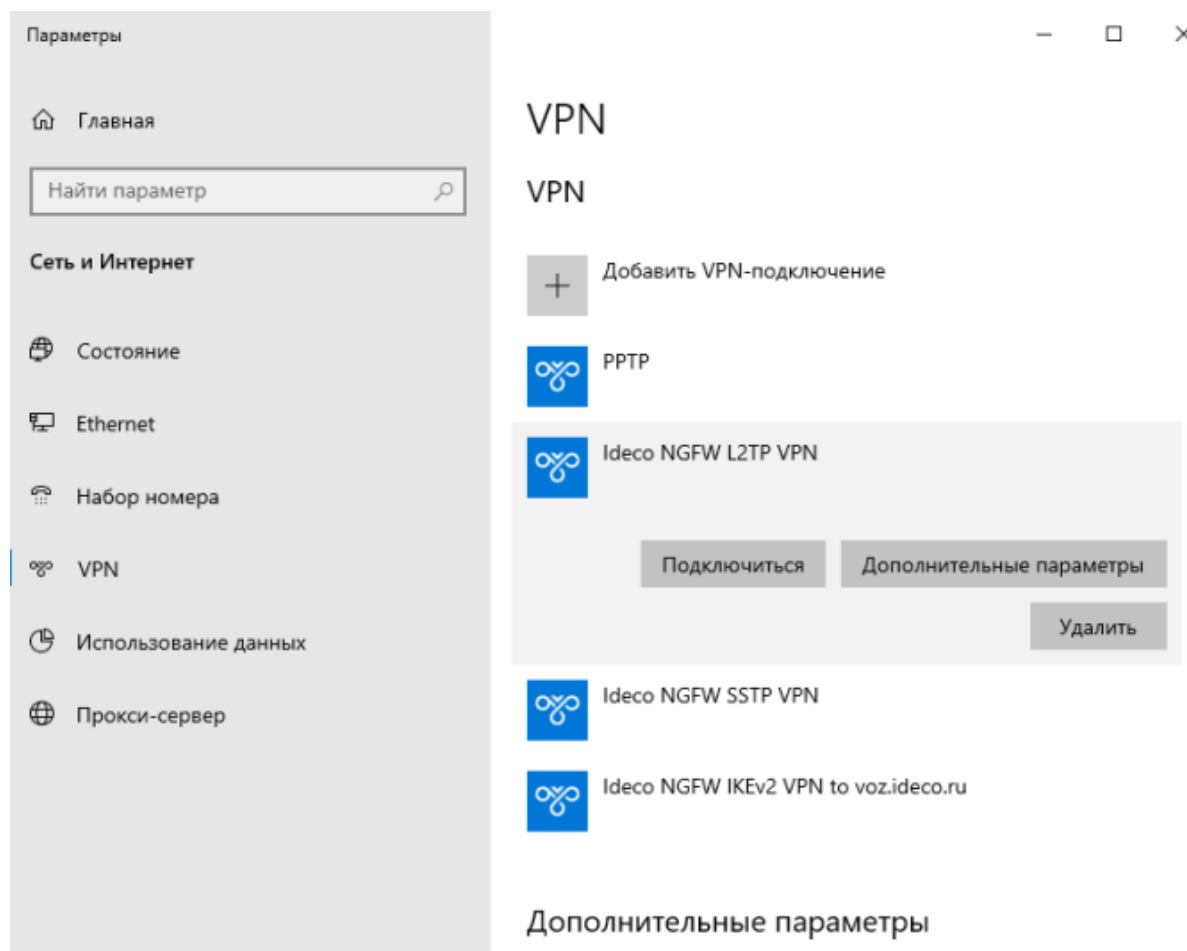 Параметры
Главная
Найти параметр
Сеть и Интернет
Состояние
Ethernet
Набор номера
VPN
Использование данных
Прокси-сервер
VPN
VPN
Добавить VPN-подключение
PPTP
Ideco NGFW L2TP VPN
Подключиться
Дополнительные параметры
Удалить
Ideco NGFW SSTP VPN
Ideco NGFW IKEv2 VPN to voz.ideco.ru
Дополнительные параметры